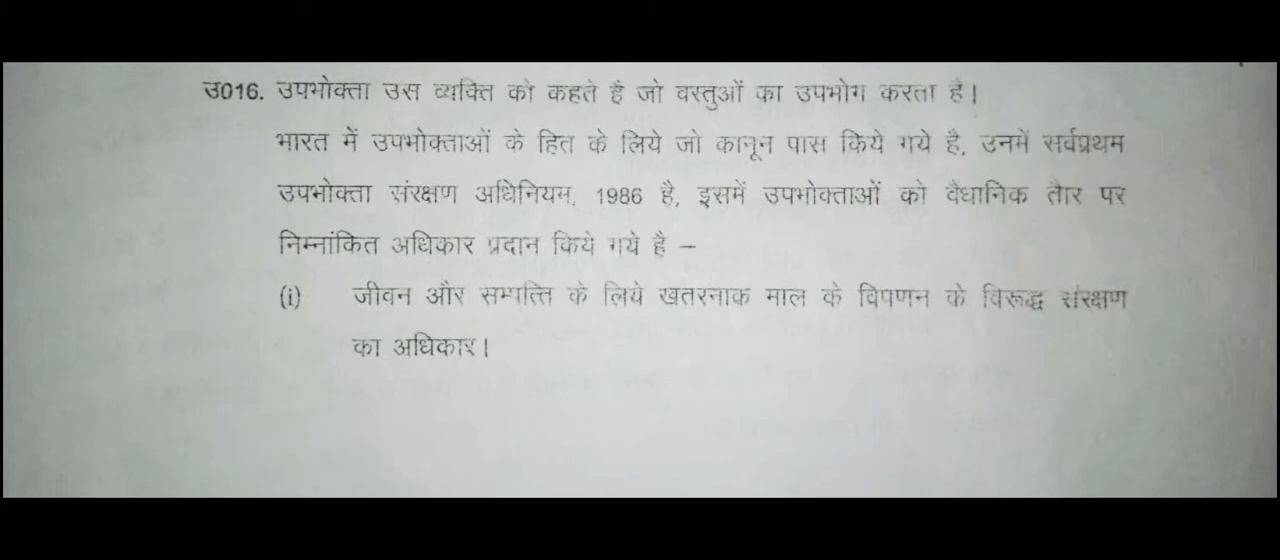 उ016. उपभोक्ता उस व्यक्ति को कहते है जो वस्तुओं का उपभोग करता है।
भारत में उपभोक्ताओं के हित के लिये जो कानून पास किये गये है, उनमें सर्वप्रथम
उपभोक्ता संरक्षण अधिनियम, 1986 है, इसमें उपभोक्ताओं को वैधानिक तौर पर
निम्नांकित अधिकार प्रदान किये गये है –
(i) जीवन और सम्पत्ति के लिये खतरनाक माल के विपणन के विरूद्ध संरक्षण
का अधिकार।